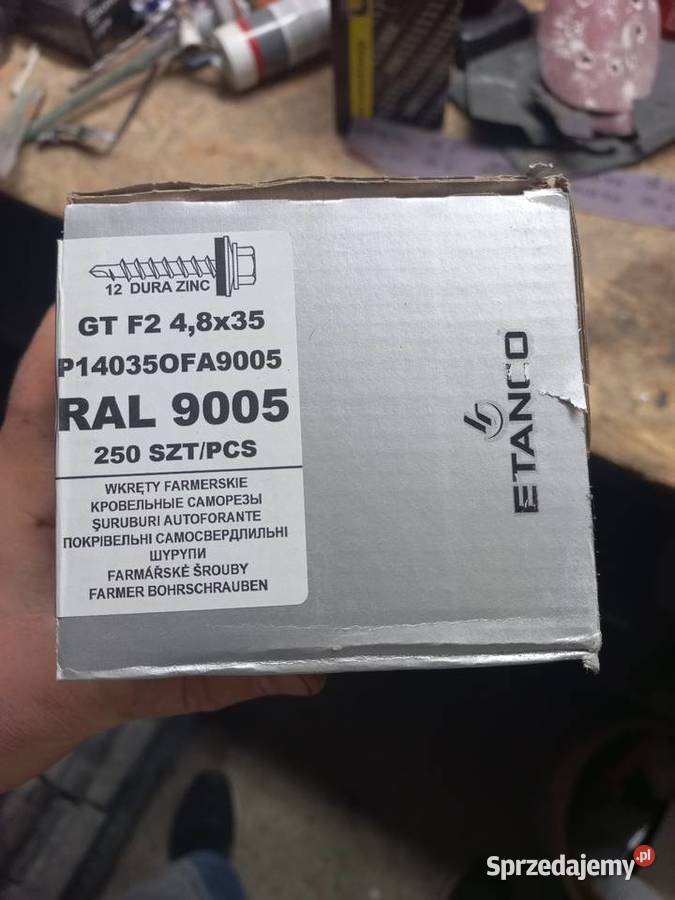 12 DURA ZINC
GT F2 4,8x35
P14035OFA9005
RAL 9005
250 SZT/PCS
WKRĘTY FARMERSKIE
КРОВЕЛЬНЫЕ САМОРЕЗЫ
ŞURUBURI AUTOFORANTE
ПОКРІВЕЛЬНІ САМОСВЕРДЛИЛЬНІ
ШУРУПИ
FARMÁŘSKÉ ŠROUBY
FARMER BOHRSCHRAUBEN
ETANCO
Sprzedajemy.pl